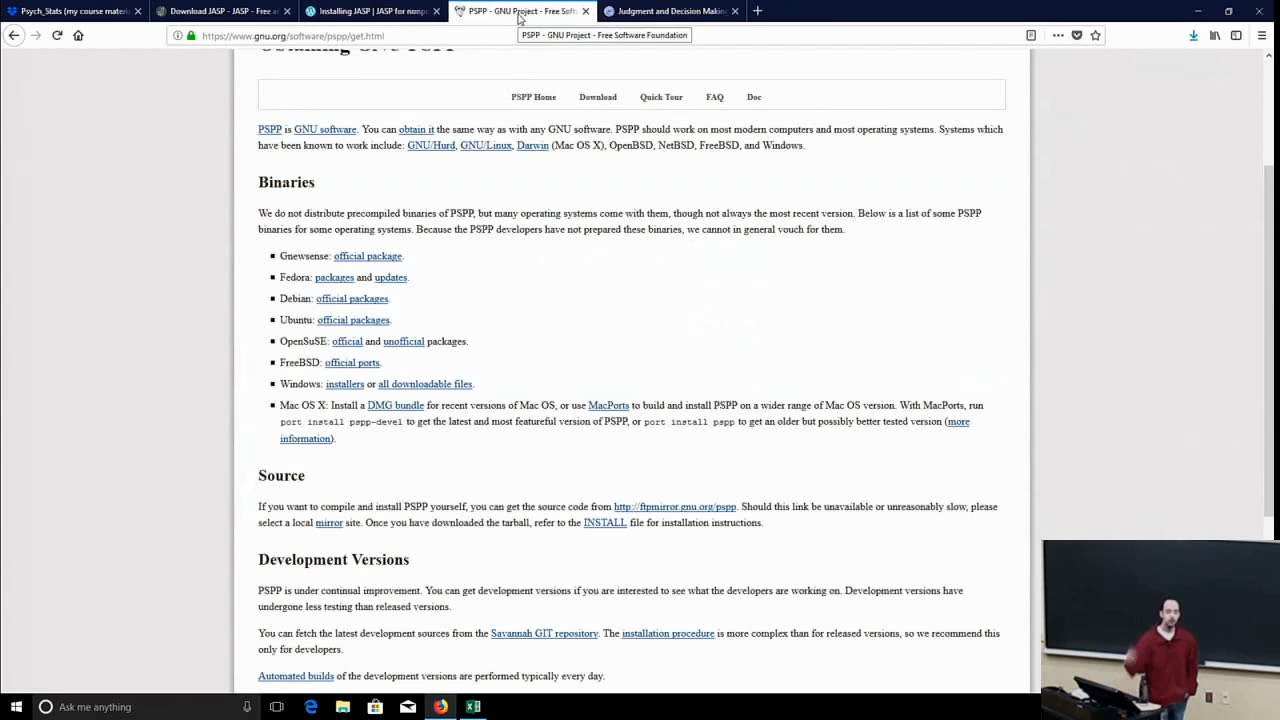 Psych_Stats (my course materi
Download JASP - JASP - Free an
Installing JASP | JASP for nonpr
PSPP - GNU Project - Free Soft
Judgment and Decision Making
https://www.gnu.org/software/pspp/get.html
PSPP - GNU Project - Free Software Foundation
Obtaining GNU PSPP
PSPP Home Download Quick Tour FAQ Doc
PSPP is GNU software. You can obtain it the same way as with any GNU software. PSPP should work on most modern computers and most operating systems. Systems which
have been known to work include: GNU/Hurd, GNU/Linux, Darwin (Mac OS X), OpenBSD, NetBSD, FreeBSD, and Windows.
Binaries
We do not distribute precompiled binaries of PSPP, but many operating systems come with them, though not always the most recent version. Below is a list of some PSPP
binaries for some operating systems. Because the PSPP developers have not prepared these binaries, we cannot in general vouch for them.
Gnewsense: official package.
Fedora: packages and updates.
Debian: official packages.
Ubuntu: official packages.
OpenSuSE: official and unofficial packages.
FreeBSD: official ports.
Windows: installers or all downloadable files.
Mac OS X: Install a DMG bundle for recent versions of Mac OS, or use MacPorts to build and install PSPP on a wider range of Mac OS version. With MacPorts, run
port install pspp-devel to get the latest and most featureful version of PSPP, or port install pspp to get an older but possibly better tested version (more
information).
Source
If you want to compile and install PSPP yourself, you can get the source code from http://ftpmirror.gnu.org/pspp. Should this link be unavailable or unreasonably slow, please
select a local mirror site. Once you have downloaded the tarball, refer to the INSTALL file for installation instructions.
Development Versions
PSPP is under continual improvement. You can get development versions if you are interested to see what the developers are working on. Development versions have
undergone less testing than released versions.
You can fetch the latest development sources from the Savannah GIT repository. The installation procedure is more complex than for released versions, so we recommend this
only for developers.
Automated builds of the development versions are performed typically every day.
Ask me anything